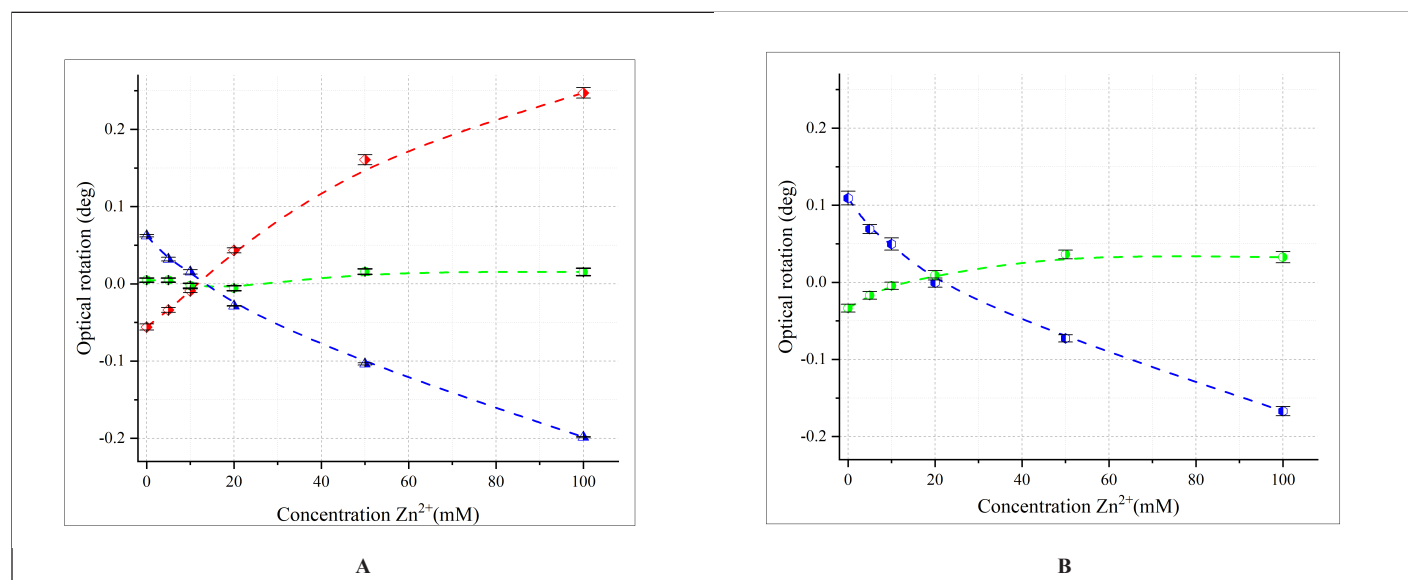 0.2
0.1
0.0
-0.1
-0.2
Optical rotation (deg)
0 20 40 60 80 100
Concentration Zn²⁺(mM)
A
0.2
0.1
0.0
-0.1
-0.2
Optical rotation (deg)
0 20 40 60 80 100
Concentration Zn²⁺(mM)
B